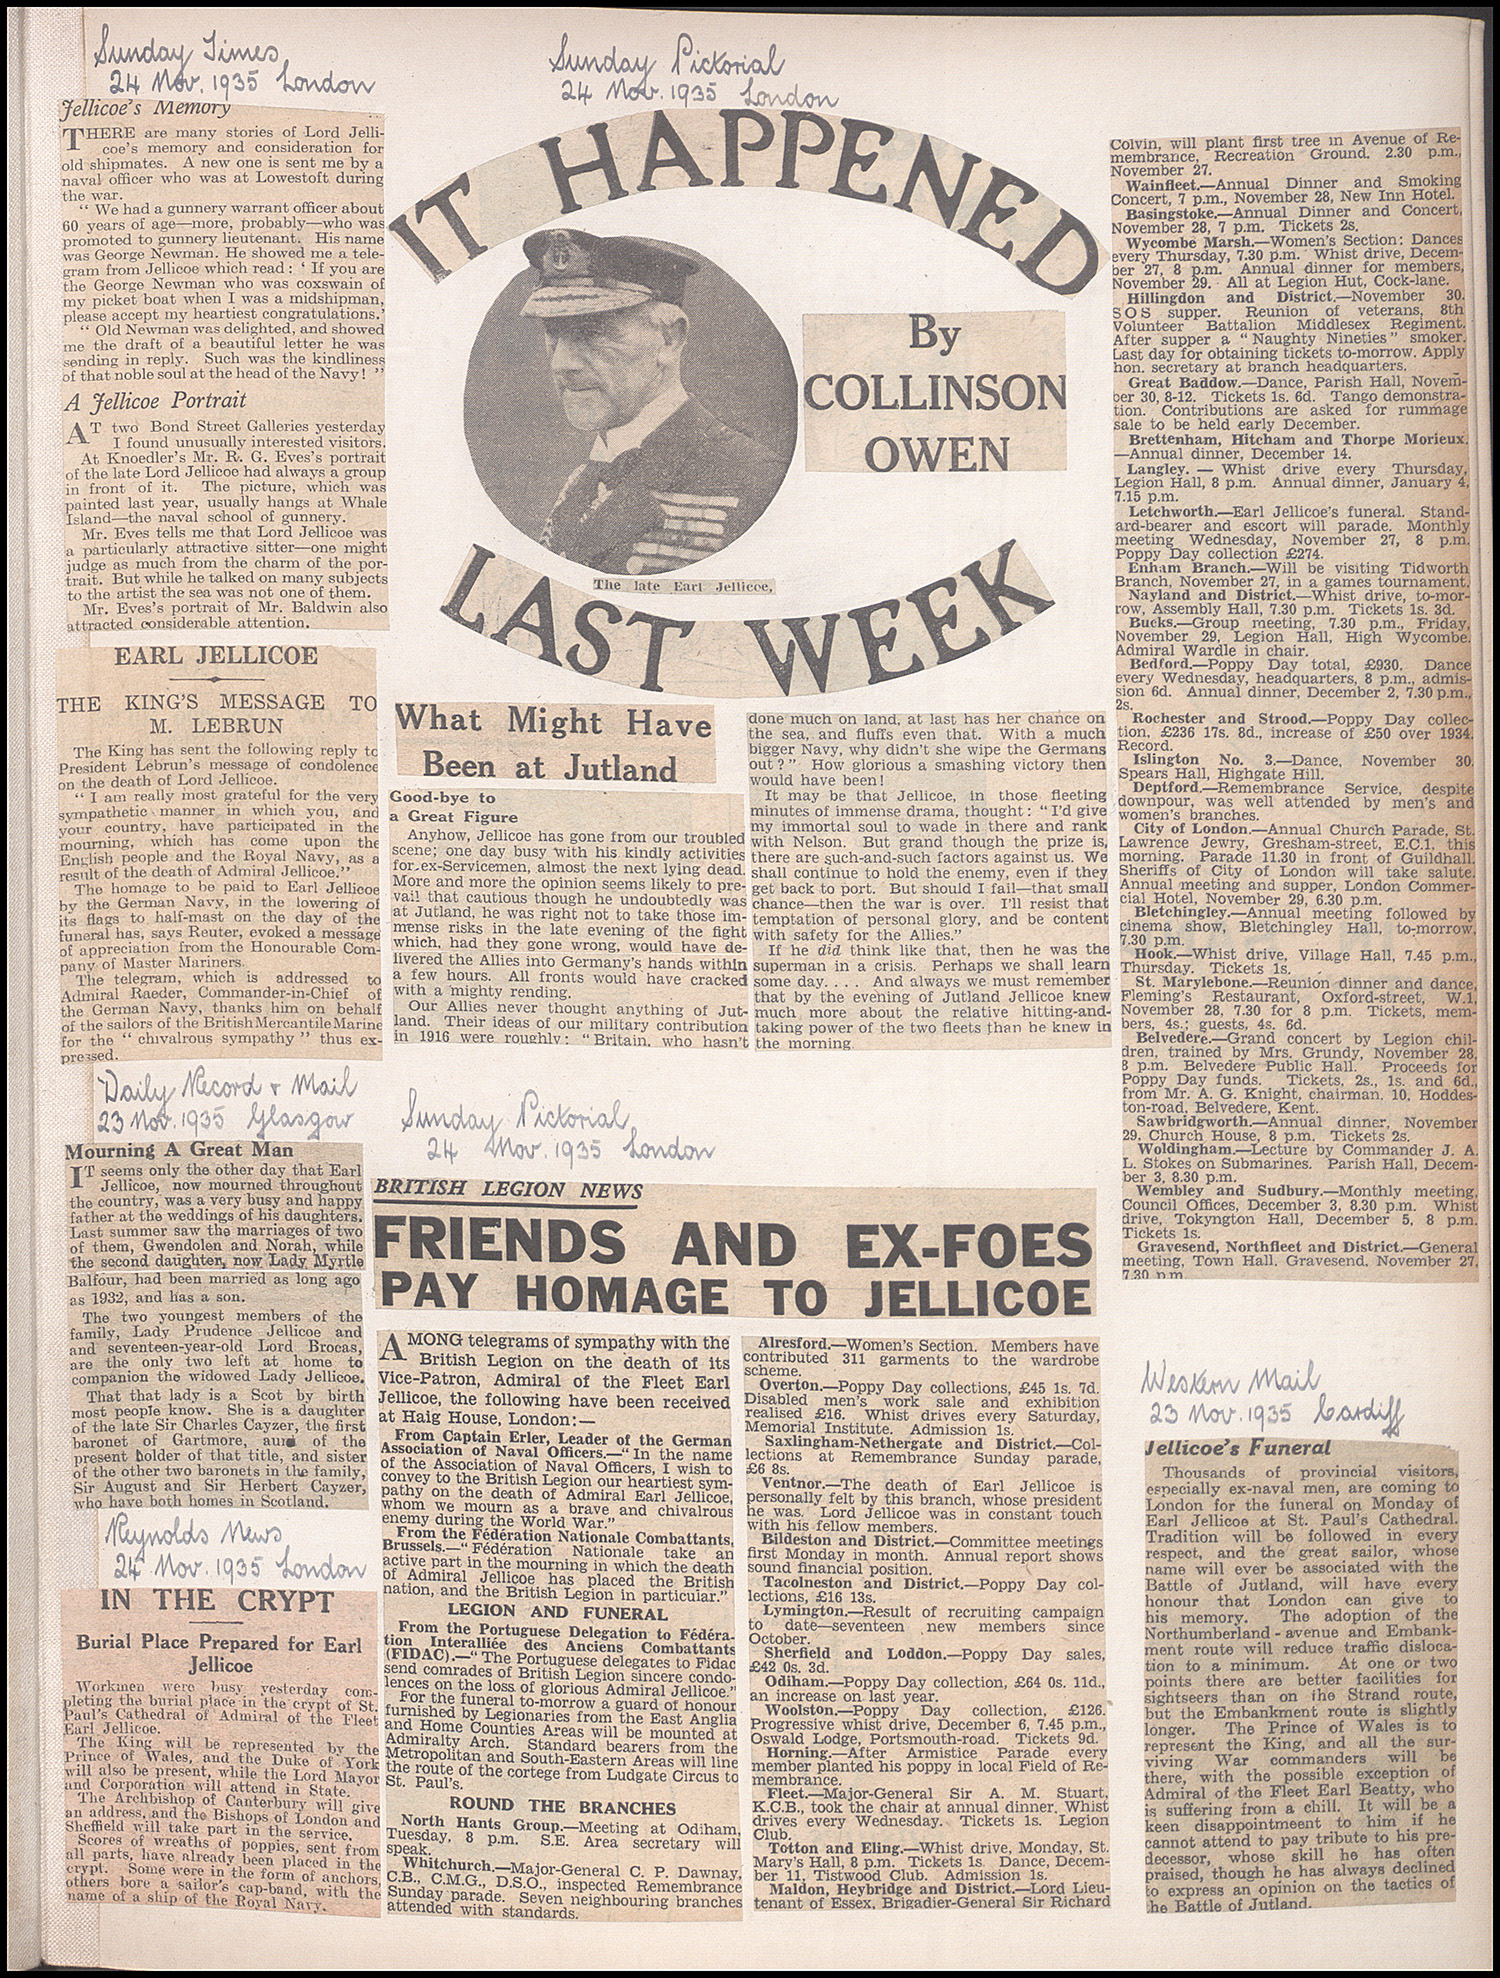 Sunday Times
24 Nov. 1935 London
Jellicoe's Memory
THERE are many stories of Lord Jelli-
coe's memory and consideration for
old shipmates. A new one is sent me by a
naval officer who was at Lowestoft during
the war.
" We had a gunnery warrant officer about
60 years of age—more, probably—who was
promoted to gunnery lieutenant. His name
was George Newman. He showed me a tele-
gram from Jellicoe which read : ' If you are
the George Newman who was coxswain of
my picket boat when I was a midshipman,
please accept my heartiest congratulations.'
" Old Newman was delighted, and showed
me the draft of a beautiful letter he was
sending in reply. Such was the kindliness
of that noble soul at the head of the Navy! "
A Jellicoe Portrait
AT two Bond Street Galleries yesterday
I found unusually interested visitors.
At Knoedler's Mr. R. G. Eves's portrait
of the late Lord Jellicoe had always a group
in front of it. The picture, which was
painted last year, usually hangs at Whale
Island—the naval school of gunnery.
Mr. Eves tells me that Lord Jellicoe was
a particularly attractive sitter—one might
judge as much from the charm of the por-
trait. But while he talked on many subjects
to the artist the sea was not one of them.
Mr. Eves's portrait of Mr. Baldwin also
attracted considerable attention.
EARL JELLICOE
THE KING'S MESSAGE TO
M. LEBRUN
The King has sent the following reply to
President Lebrun's message of condolence
on the death of Lord Jellicoe.
" I am really most grateful for the very
sympathetic manner in which you, and
your country, have participated in the
mourning, which has come upon the
English people and the Royal Navy, as a
result of the death of Admiral Jellicoe."
The homage to be paid to Earl Jellicoe
by the German Navy, in the lowering of
its flags to half-mast on the day of the
funeral has, says Reuter, evoked a message
of appreciation from the Honourable Com-
pany of Master Mariners.
The telegram, which is addressed to
Admiral Raeder, Commander-in-Chief of
the German Navy, thanks him on behalf
of the sailors of the British Mercantile Marine
for the " chivalrous sympathy " thus ex-
pressed.
Daily Record & Mail
23 Nov. 1935 Glasgow
Mourning A Great Man
IT seems only the other day that Earl
Jellicoe, now mourned throughout
the country, was a very busy and happy
father at the weddings of his daughters.
Last summer saw the marriages of two
of them, Gwendolen and Norah, while
the second daughter, now Lady Myrtle
Balfour, had been married as long ago
as 1932, and has a son.
The two youngest members of the
family, Lady Prudence Jellicoe and
and seventeen-year-old Lord Brocas,
are the only two left at home to
companion the widowed Lady Jellicoe.
That that lady is a Scot by birth
most people know. She is a daughter
of the late Sir Charles Cayzer, the first
baronet of Gartmore, aunt of the
present holder of that title, and sister
of the other two baronets in the family,
Sir August and Sir Herbert Cayzer,
who have both homes in Scotland.
Reynolds News
24 Nov. 1935 London
IN THE CRYPT
Burial Place Prepared for Earl
Jellicoe
Workmen were busy yesterday com-
pleting the burial place in the crypt of St.
Paul's Cathedral of Admiral of the Fleet
Earl Jellicoe.
The King will be represented by the
Prince of Wales, and the Duke of York
will also be present, while the Lord Mayor
and Corporation will attend in State.
The Archbishop of Canterbury will give
an address, and the Bishops of London and
Sheffield will take part in the service.
Scores of wreaths of poppies, sent from
all parts, have already been placed in the
crypt. Some were in the form of anchors,
others bore a sailor's cap-band, with the
name of a ship of the Royal Navy.
Sunday Pictorial
24 Nov. 1935 London
IT HAPPENED
By
COLLINSON
OWEN
The late Earl Jellicoe.
LAST WEEK
What Might Have
Been at Jutland
Good-bye to
a Great Figure
Anyhow, Jellicoe has gone from our troubled
scene; one day busy with his kindly activities
for ex-Servicemen, almost the next lying dead.
More and more the opinion seems likely to pre-
vail that cautious though he undoubtedly was
at Jutland, he was right not to take those im-
mense risks in the late evening of the fight
which, had they gone wrong, would have de-
livered the Allies into Germany's hands within
a few hours. All fronts would have cracked
with a mighty rending.
Our Allies never thought anything of Jut-
land. Their ideas of our military contribution
in 1916 were roughly: " Britain, who hasn't
done much on land, at last has her chance on
the sea, and fluffs even that. With a much
bigger Navy, why didn't she wipe the Germans
out ? " How glorious a smashing victory then
would have been!
It may be that Jellicoe, in those fleeting
minutes of immense drama, thought: " I'd give
my immortal soul to wade in there and rank
with Nelson. But grand though the prize is,
there are such-and-such factors against us. We
shall continue to hold the enemy, even if they
get back to port. But should I fail—that small
chance—then the war is over. I'll resist that
temptation of personal glory, and be content
with safety for the Allies."
If he did think like that, then he was the
superman in a crisis. Perhaps we shall learn
some day. . . . And always we must remember
that by the evening of Jutland Jellicoe knew
much more about the relative hitting-and-
taking power of the two fleets than he knew in
the morning.
Sunday Pictorial
24 Nov. 1935 London
BRITISH LEGION NEWS
FRIENDS AND EX-FOES
PAY HOMAGE TO JELLICOE
AMONG telegrams of sympathy with the
British Legion on the death of its
Vice-Patron, Admiral of the Fleet Earl
Jellicoe, the following have been received
at Haig House, London:—
From Captain Erler, Leader of the German
Association of Naval Officers.—" In the name
of the Association of Naval Officers, I wish to
convey to the British Legion our heartiest sym-
pathy on the death of Admiral Earl Jellicoe,
whom we mourn as a brave and chivalrous
enemy during the World War."
From the Fédération Nationale Combattants,
Brussels.—" Fédération Nationale take an
active part in the mourning in which the death
of Admiral Jellicoe has placed the British
nation, and the British Legion in particular."
LEGION AND FUNERAL
From the Portuguese Delegation to Fédéra-
tion Interalliée des Anciens Combattants
(FIDAC).—" The Portuguese delegates to Fidac
send comrades of British Legion sincere condo-
lences on the loss of glorious Admiral Jellicoe."
For the funeral to-morrow a guard of honour
furnished by Legionaries from the East Anglia
and Home Counties Areas will be mounted at
Admiralty Arch. Standard bearers from the
Metropolitan and South-Eastern Areas will line
the route of the cortege from Ludgate Circus to
St. Paul's.
ROUND THE BRANCHES
North Hants Group.—Meeting at Odiham,
Tuesday, 8 p.m. S.E. Area secretary will
speak.
Whitchurch.—Major-General C. P. Dawnay,
C.B., C.M.G., D.S.O., inspected Remembrance
Sunday parade. Seven neighbouring branches
attended with standards.
Alresford.—Women's Section. Members have
contributed 311 garments to the wardrobe
scheme.
Overton.—Poppy Day collections, £45 1s. 7d.
Disabled men's work sale and exhibition
realised £16. Whist drives every Saturday,
Memorial Institute. Admission 1s.
Saxlingham-Nethergate and District.—Col-
lections at Remembrance Sunday parade,
£6 8s.
Ventnor.—The death of Earl Jellicoe is
personally felt by this branch, whose president
he was. Lord Jellicoe was in constant touch
with his fellow members.
Bildeston and District.—Committee meetings
first Monday in month. Annual report shows
sound financial position.
Tacolneston and District.—Poppy Day col-
lections, £16 13s.
Lymington.—Result of recruiting campaign
to date—seventeen new members since
October.
Sherfield and Loddon.—Poppy Day sales,
£42 0s. 3d.
Odiham.—Poppy Day collection, £64 0s. 11d.,
an increase on last year.
Woolston.—Poppy Day collection, £126.
Progressive whist drive, December 6, 7.45 p.m.,
Oswald Lodge, Portsmouth-road. Tickets 9d.
Horning.—After Armistice Parade every
member planted his poppy in local Field of Re-
membrance.
Fleet.—Major-General Sir A. M. Stuart,
K.C.B., took the chair at annual dinner. Whist
drives every Wednesday. Tickets 1s. Legion
Club.
Totton and Eling.—Whist drive, Monday, St.
Mary's Hall, 8 p.m. Tickets 1s. Dance, Decem-
ber 11, Tistwood Club. Admission 1s.
Maldon, Heybridge and District.—Lord Lieu-
tenant of Essex, Brigadier-General Sir Richard
Colvin, will plant first tree in Avenue of Re-
membrance, Recreation Ground. 2.30 p.m.,
November 27.
Wainfleet.—Annual Dinner and Smoking
Concert, 7 p.m., November 28, New Inn Hotel.
Basingstoke.—Annual Dinner and Concert,
November 28, 7 p.m. Tickets 2s.
Wycombe Marsh.—Women's Section: Dances
every Thursday, 7.30 p.m. Whist drive, Decem-
ber 27, 8 p.m. Annual dinner for members,
November 29. All at Legion Hut, Cock-lane.
Hillingdon and District.—November 30.
S O S supper. Reunion of veterans, 8th
Volunteer Battalion Middlesex Regiment.
After supper a " Naughty Nineties " smoker.
Last day for obtaining tickets to-morrow. Apply
hon. secretary at branch headquarters.
Great Baddow.—Dance, Parish Hall, Novem-
ber 30, 8-12. Tickets 1s. 6d. Tango demonstra-
tion. Contributions are asked for rummage
sale to be held early December.
Brettenham, Hitcham and Thorpe Morieux.
—Annual dinner, December 14.
Langley. — Whist drive every Thursday,
Legion Hall, 8 p.m. Annual dinner, January 4,
7.15 p.m.
Letchworth.—Earl Jellicoe's funeral. Stand-
ard-bearer and escort will parade. Monthly
meeting Wednesday, November 27, 8 p.m.
Poppy Day collection £274.
Enham Branch.—Will be visiting Tidworth
Branch, November 27, in a games tournament.
Nayland and District.—Whist drive, to-mor-
row, Assembly Hall, 7.30 p.m. Tickets 1s. 3d.
Bucks.—Group meeting, 7.30 p.m., Friday,
November 29, Legion Hall, High Wycombe.
Admiral Wardle in chair.
Bedford.—Poppy Day total, £930. Dance
every Wednesday, headquarters, 8 p.m., admis-
sion 6d. Annual dinner, December 2, 7.30 p.m.,
2s.
Rochester and Strood.—Poppy Day collec-
tion, £236 17s. 8d., increase of £50 over 1934.
Record.
Islington No. 3.—Dance, November 30,
Spears Hall, Highgate Hill.
Deptford.—Remembrance Service, despite
downpour, was well attended by men's and
women's branches.
City of London.—Annual Church Parade, St.
Lawrence Jewry, Gresham-street, E.C.1, this
morning. Parade 11.30 in front of Guildhall.
Sheriffs of City of London will take salute.
Annual meeting and supper, London Commer-
cial Hotel, November 29, 6.30 p.m.
Bletchingley.—Annual meeting followed by
cinema show, Bletchingley Hall, to-morrow,
7.30 p.m.
Hook.—Whist drive, Village Hall, 7.45 p.m.,
Thursday. Tickets 1s.
St. Marylebone.—Reunion dinner and dance,
Fleming's Restaurant, Oxford-street, W.1,
November 28, 7.30 for 8 p.m. Tickets, mem-
bers, 4s.; guests, 4s. 6d.
Belvedere.—Grand concert by Legion chil-
dren, trained by Mrs. Grundy, November 28,
8 p.m. Belvedere Public Hall. Proceeds for
Poppy Day funds. Tickets, 2s., 1s. and 6d.,
from Mr. A. G. Knight, chairman. 10, Hoddes-
ton-road, Belvedere, Kent.
Sawbridgworth.—Annual dinner, November
29, Church House, 8 p.m. Tickets 2s.
Woldingham.—Lecture by Commander J. A.
L. Stokes on Submarines. Parish Hall, Decem-
ber 3, 8.30 p.m.
Wembley and Sudbury.—Monthly meeting,
Council Offices, December 3, 8.30 p.m. Whist
drive, Tokyngton Hall, December 5, 8 p.m.
Tickets 1s.
Gravesend, Northfleet and District.—General
meeting, Town Hall, Gravesend, November 27,
7.30 p.m.
Western Mail
23 Nov. 1935 Cardiff
Jellicoe's Funeral
Thousands of provincial visitors,
especially ex-naval men, are coming to
London for the funeral on Monday of
Earl Jellicoe at St. Paul's Cathedral.
Tradition will be followed in every
respect, and the great sailor, whose
name will ever be associated with the
Battle of Jutland, will have every
honour that London can give to
his memory. The adoption of the
Northumberland - avenue and Embank-
ment route will reduce traffic disloca-
tion to a minimum. At one or two
points there are better facilities for
sightseers than on the Strand route,
but the Embankment route is slightly
longer. The Prince of Wales is to
represent the King, and all the sur-
viving War commanders will be
there, with the possible exception of
Admiral of the Fleet Earl Beatty, who
is suffering from a chill. It will be a
keen disappointmeent to him if he
cannot attend to pay tribute to his pre-
decessor, whose skill he has often
praised, though he has always declined
to express an opinion on the tactics of
the Battle of Jutland.